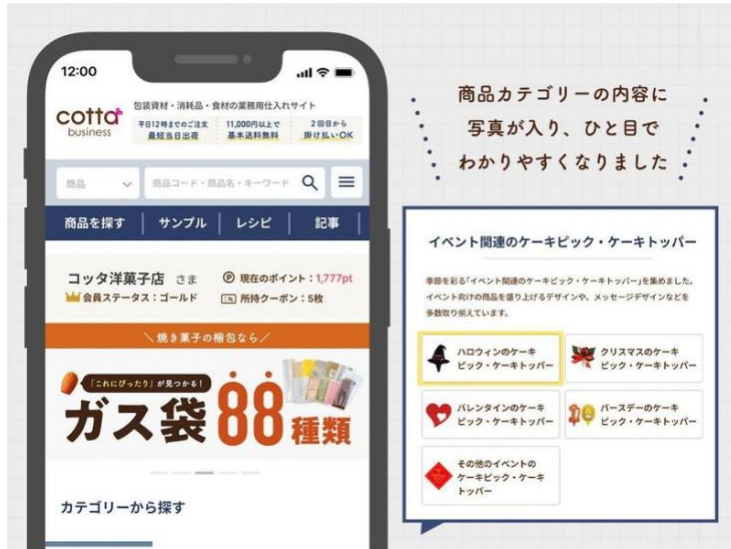 12:00
cotta
business
包装資材・消耗品・食材の業務用仕入れサイト
平日12時までのご注文
最短当日出荷
11,000円以上で
基本送料無料
2回目から
掛け払いOK
商品
商品コード・商品名・キーワード
商品を探す
サンプル
レシピ
記事
コッタ洋菓子店 さま
会員ステータス：ゴールド
P 現在のポイント：1,777pt
所持クーポン：5枚
＼焼き菓子の梱包なら／
「これにぴったり」が見つかる！
ガス袋88種類
カテゴリーから探す
商品カテゴリーの内容に
写真が入り、ひと目で
わかりやすくなりました
イベント関連のケーキピック・ケーキトッパー
季節を彩る「イベント関連のケーキピック・ケーキトッパー」を集めました。
イベント向けの商品を盛り上げるデザインや、メッセージデザインなどを
多数取り揃えています。
ハロウィンのケーキ
ピック・ケーキトッパー
クリスマスのケーキ
ピック・ケーキトッパー
バレンタインのケーキ
ピック・ケーキトッパー
バースデーのケーキ
ピック・ケーキトッパー
その他のイベントの
ケーキピック・ケーキ
トッパー